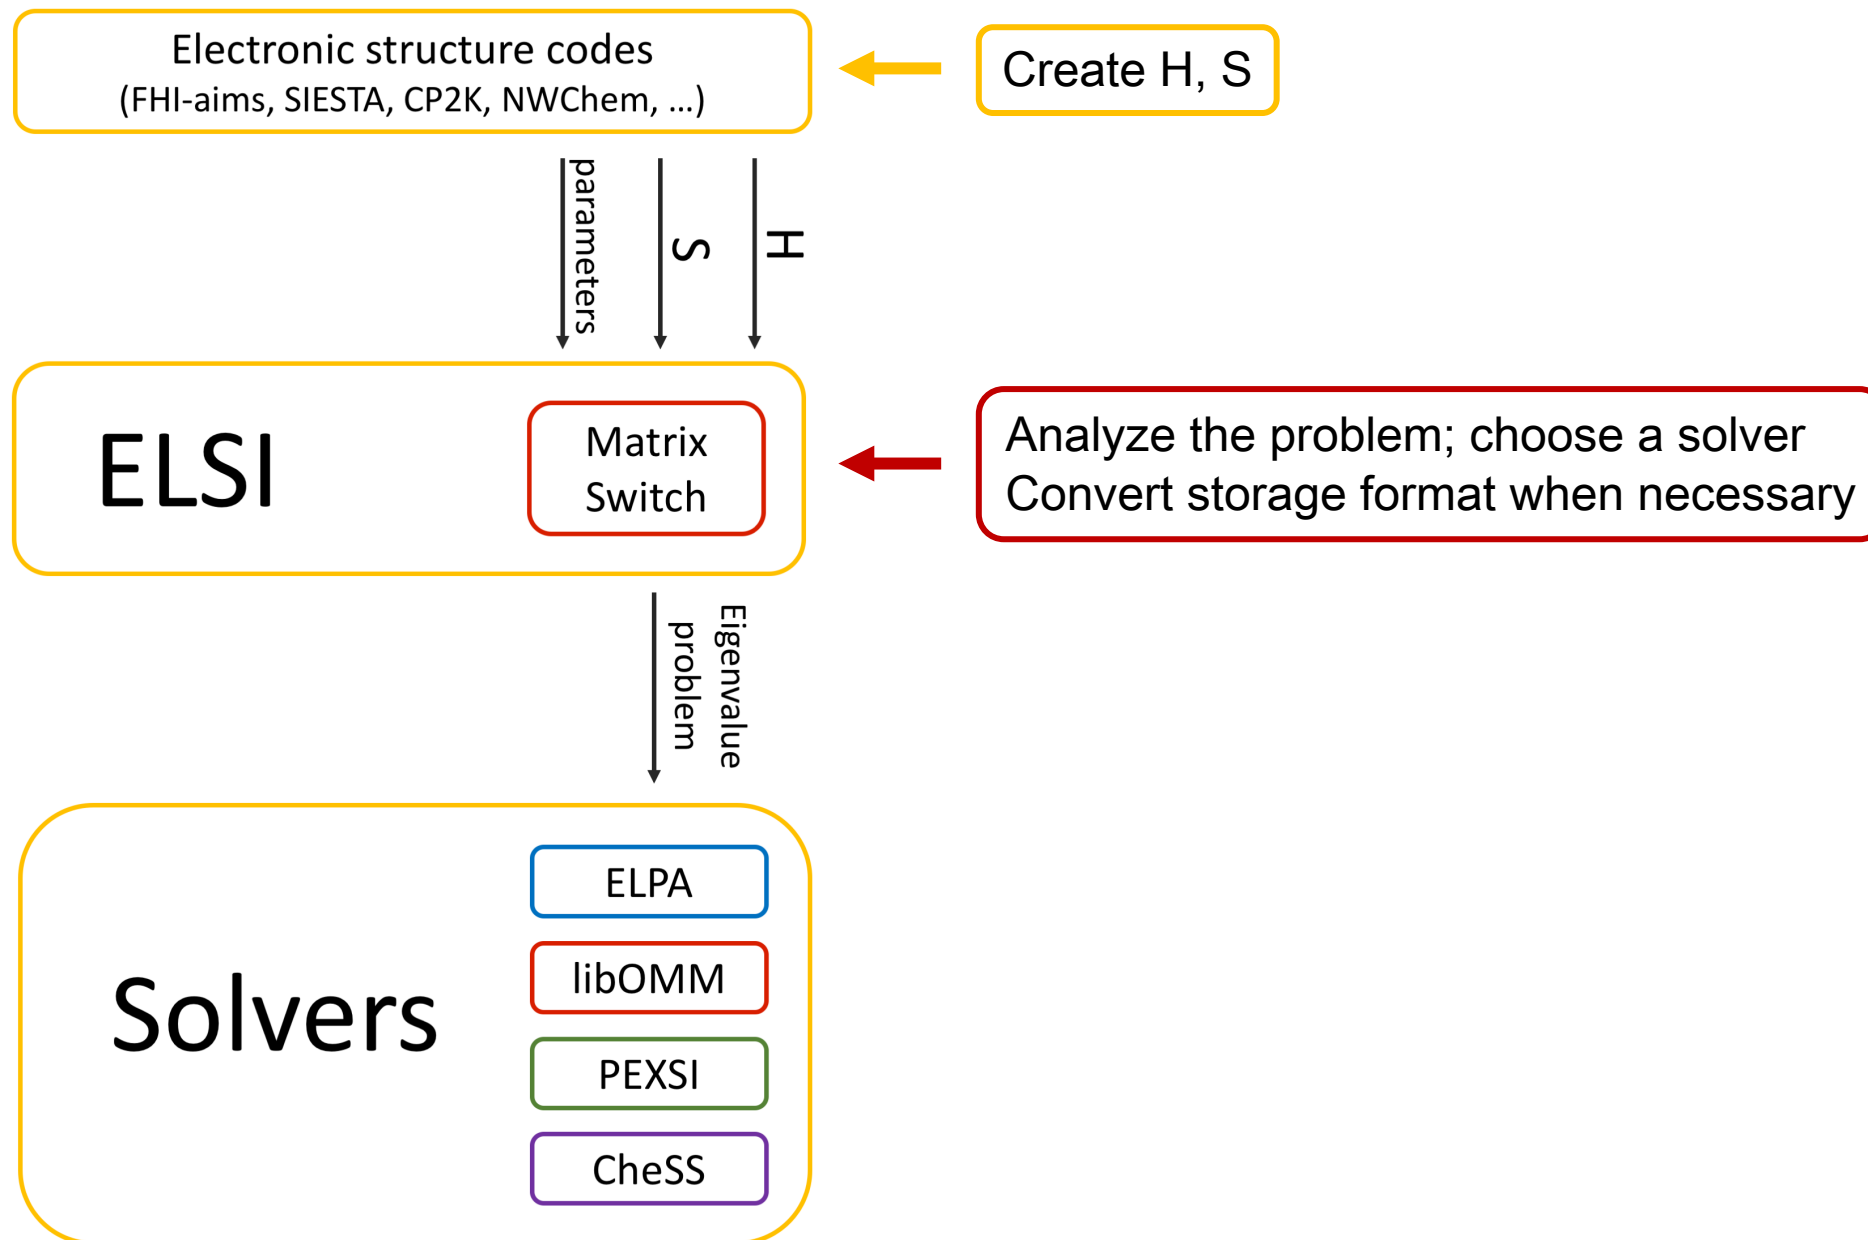 Electronic structure codes
(FHI-aims, SIESTA, CP2K, NWChem, ...)
Create H, S
parameters
S
H
ELSI
Matrix
Switch
Analyze the problem; choose a solver
Convert storage format when necessary
Eigenvalue
problem
Solvers
ELPA
libOMM
PEXSI
CheSS